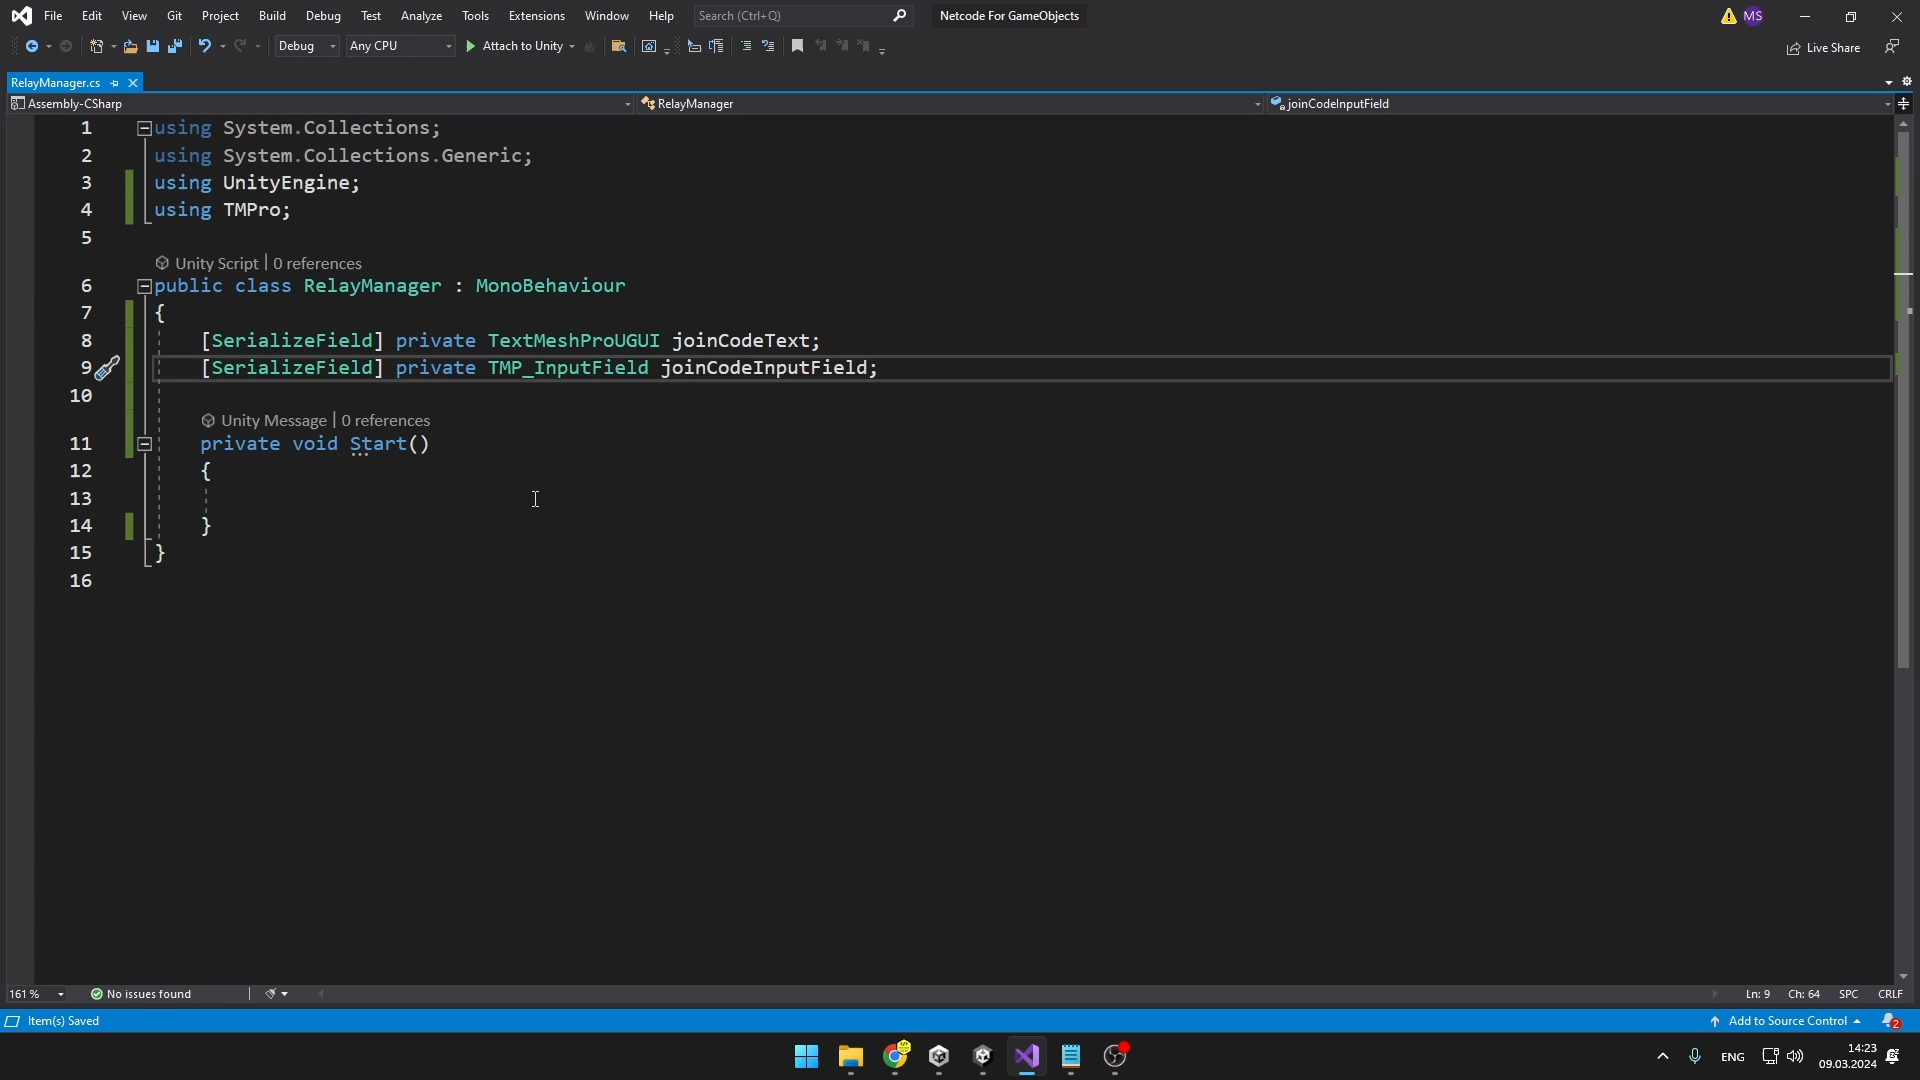 File Edit View Git Project Build Debug Test Analyze Tools Extensions Window Help Search (Ctrl+Q) Netcode For GameObjects MS
Debug Any CPU Attach to Unity Live Share
RelayManager.cs
Assembly-CSharp RelayManager joinCodeInputField
1 using System.Collections;
2 using System.Collections.Generic;
3 using UnityEngine;
4 using TMPro;
5
Unity Script | 0 references
6 public class RelayManager : MonoBehaviour
7 {
8 [SerializeField] private TextMeshProUGUI joinCodeText;
9 [SerializeField] private TMP_InputField joinCodeInputField;
10
Unity Message | 0 references
11 private void Start()
12 {
13
14 }
15 }
16
161 % No issues found Ln: 9 Ch: 64 SPC CRLF
Item(s) Saved Add to Source Control 2
ENG 14:23
09.03.2024